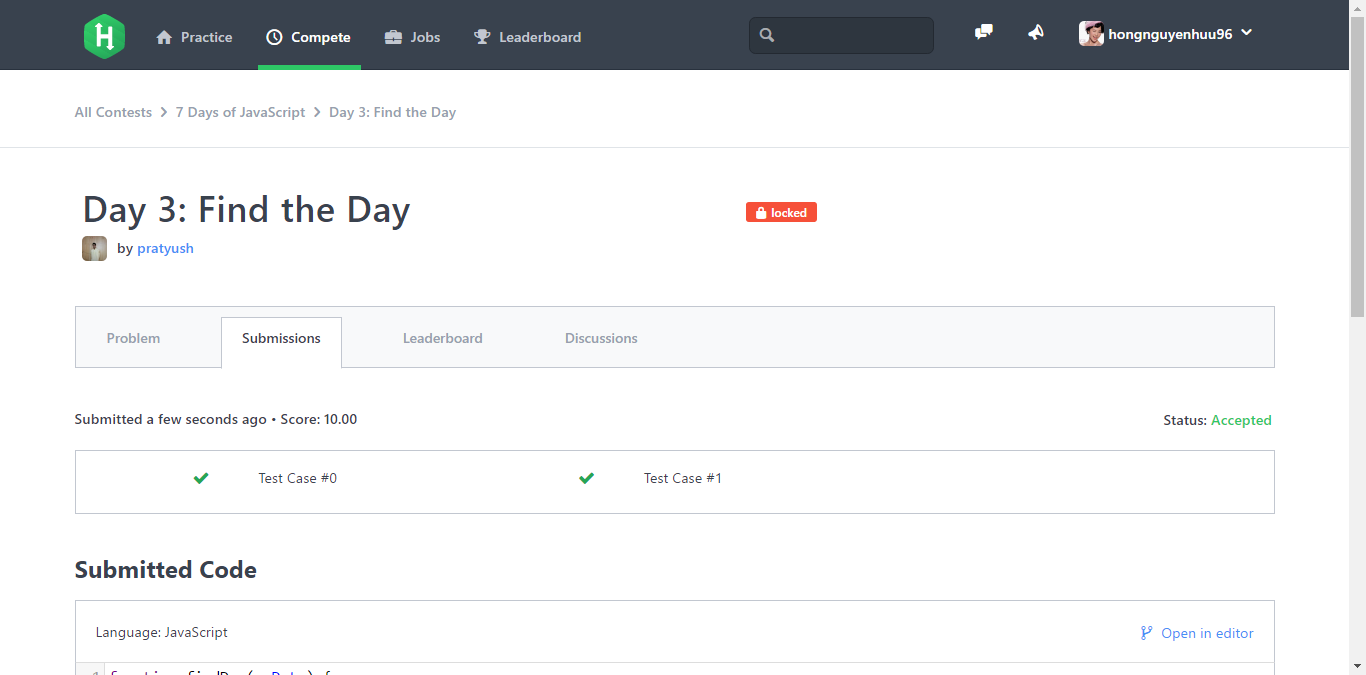 H Practice Compete Jobs Leaderboard hongnguyenhuu96
All Contests > 7 Days of JavaScript > Day 3: Find the Day
Day 3: Find the Day
locked
by pratyush
Problem Submissions Leaderboard Discussions
Submitted a few seconds ago • Score: 10.00
Status: Accepted
Test Case #0 Test Case #1
Submitted Code
Language: JavaScript
Open in editor